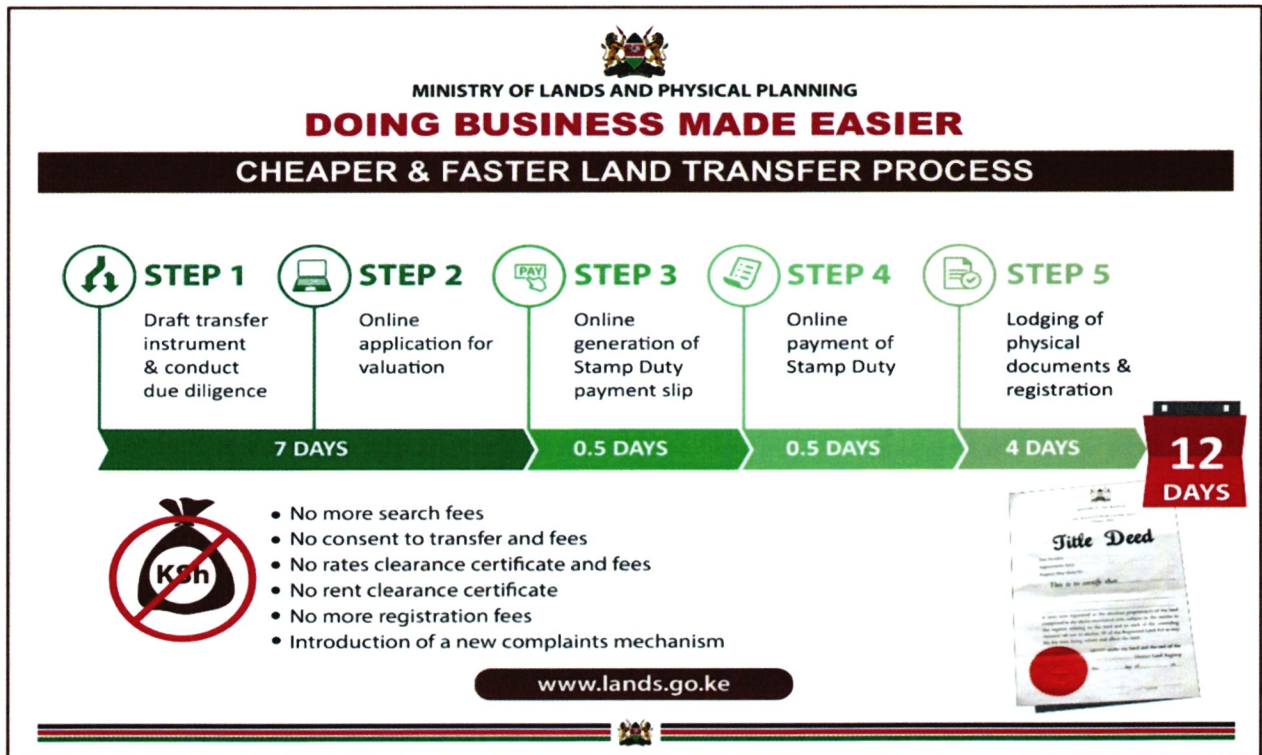 MINISTRY OF LANDS AND PHYSICAL PLANNING
DOING BUSINESS MADE EASIER
CHEAPER & FASTER LAND TRANSFER PROCESS
STEP 1
Draft transfer
instrument
& conduct
due diligence
STEP 2
Online
application for
valuation
PAY
STEP 3
Online
generation of
Stamp Duty
payment slip
STEP 4
Online
payment of
Stamp Duty
STEP 5
Lodging of
physical
documents &
registration
7 DAYS
0.5 DAYS
0.5 DAYS
4 DAYS
12
DAYS
KSh
• No more search fees
• No consent to transfer and fees
• No rates clearance certificate and fees
• No rent clearance certificate
• No more registration fees
• Introduction of a new complaints mechanism
Title Deed
This is to certify that
www.lands.go.ke